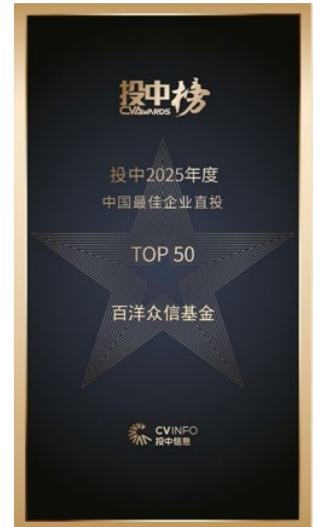 投中榜
CVAWARDS
投中2025年度
中国最佳企业直投
TOP 50
百洋众信基金
CVINFO
投中信息